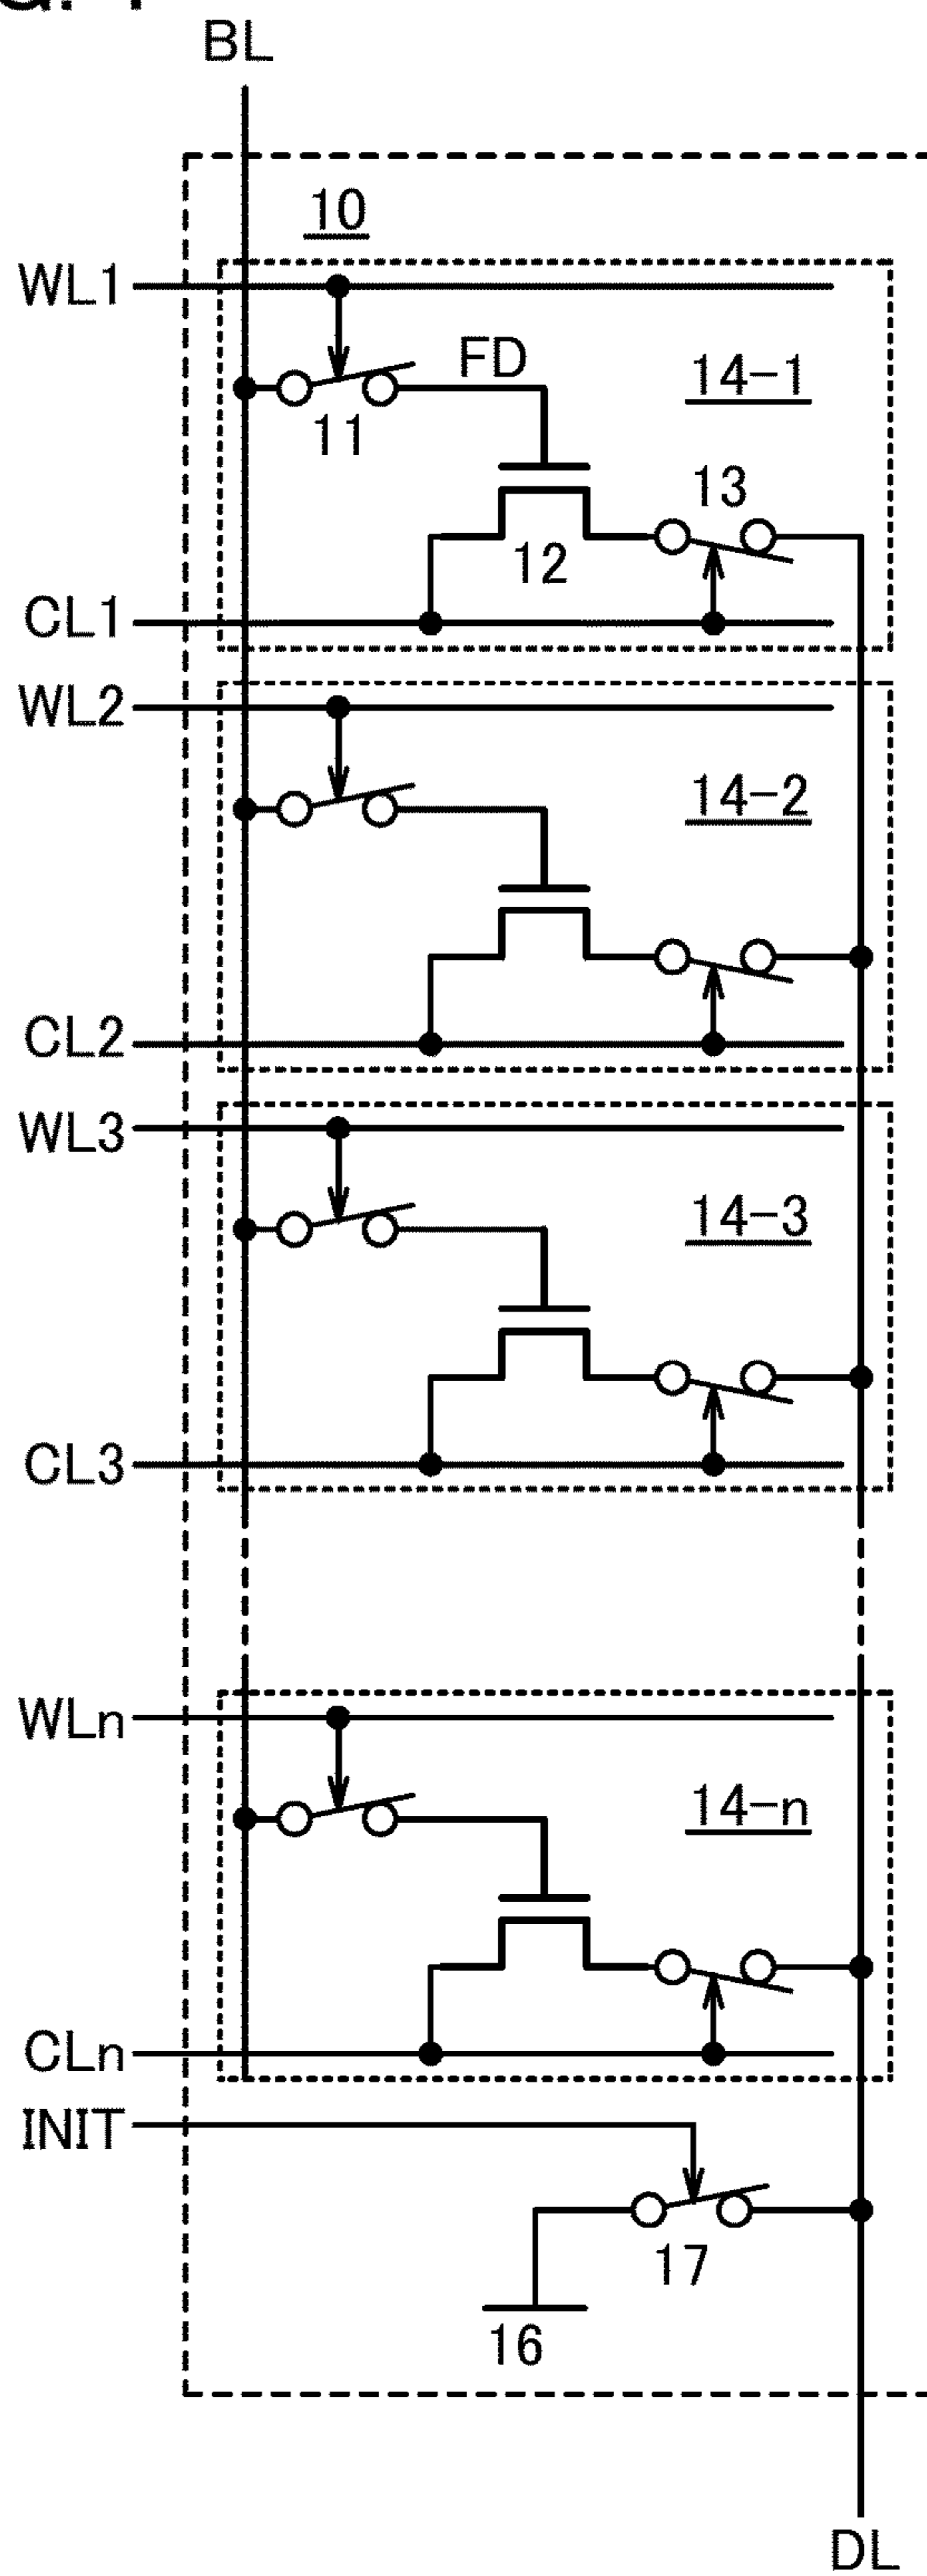 BL
10
WL1
FD
14-1
11
13
12
CL1
WL2
14-2
CL2
WL3
14-3
CL3
WLn
14-n
CLn
INIT
17
16
DL